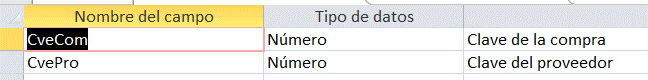 Nombre del campo Tipo de datos
CveCom Número Clave de la compra
CvePro Número Clave del proveedor